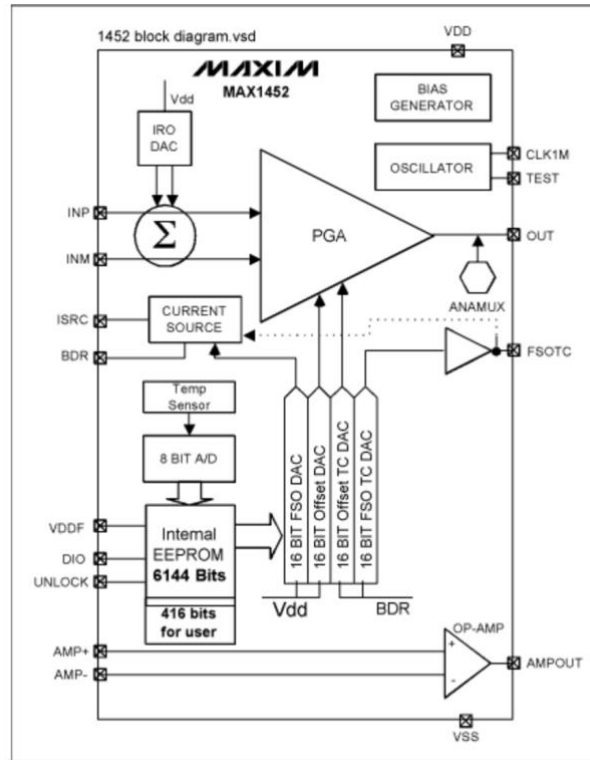 1452 block diagram.vsd
VDD
MAXIM
MAX1452
Vdd
BIAS
GENERATOR
IRO
DAC
OSCILLATOR
CLK1M
TEST
INP
Σ
PGA
OUT
INM
ANAMUX
ISRC
CURRENT
SOURCE
BDR
FSOTC
Temp
Sensor
8 BIT A/D
16 BIT FSO DAC
16 BIT Offset DAC
16 BIT Offset TC DAC
16 BIT FSO TC DAC
VDDF
DIO
UNLOCK
Internal
EEPROM
6144 Bits
416 bits
for user
Vdd
BDR
OP-AMP
AMP+
AMP-
+
-
AMPOUT
VSS